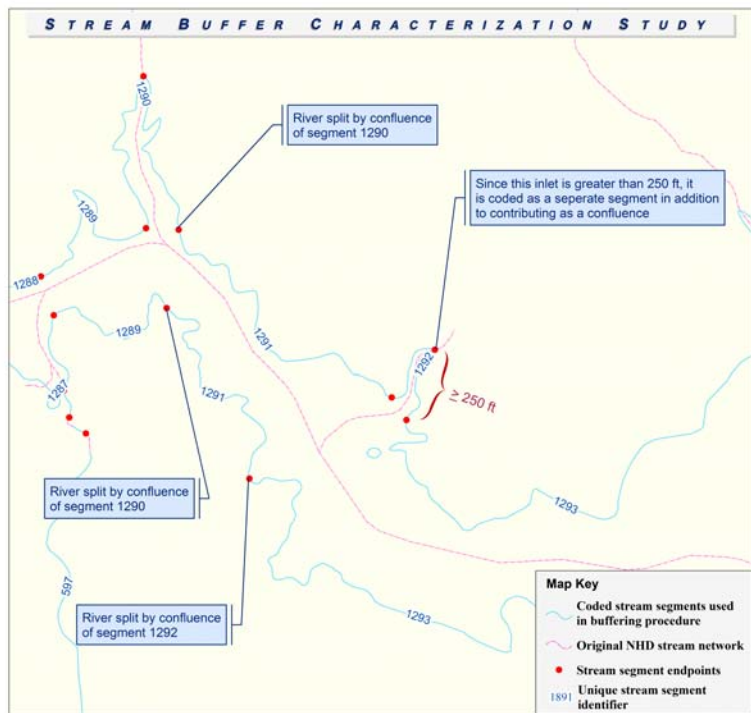 STREAM BUFFER CHARACTERIZATION STUDY
1290
River split by confluence
of segment 1290
Since this inlet is greater than 250 ft, it
is coded as a seperate segment in addition
to contributing as a confluence
1289
1288
1289
1291
1292
≥ 250 ft
1287
1291
River split by confluence
of segment 1290
1293
597
River split by confluence
of segment 1292
1293
Map Key
Coded stream segments used
in buffering procedure
Original NHD stream network
Stream segment endpoints
1891 Unique stream segment
identifier